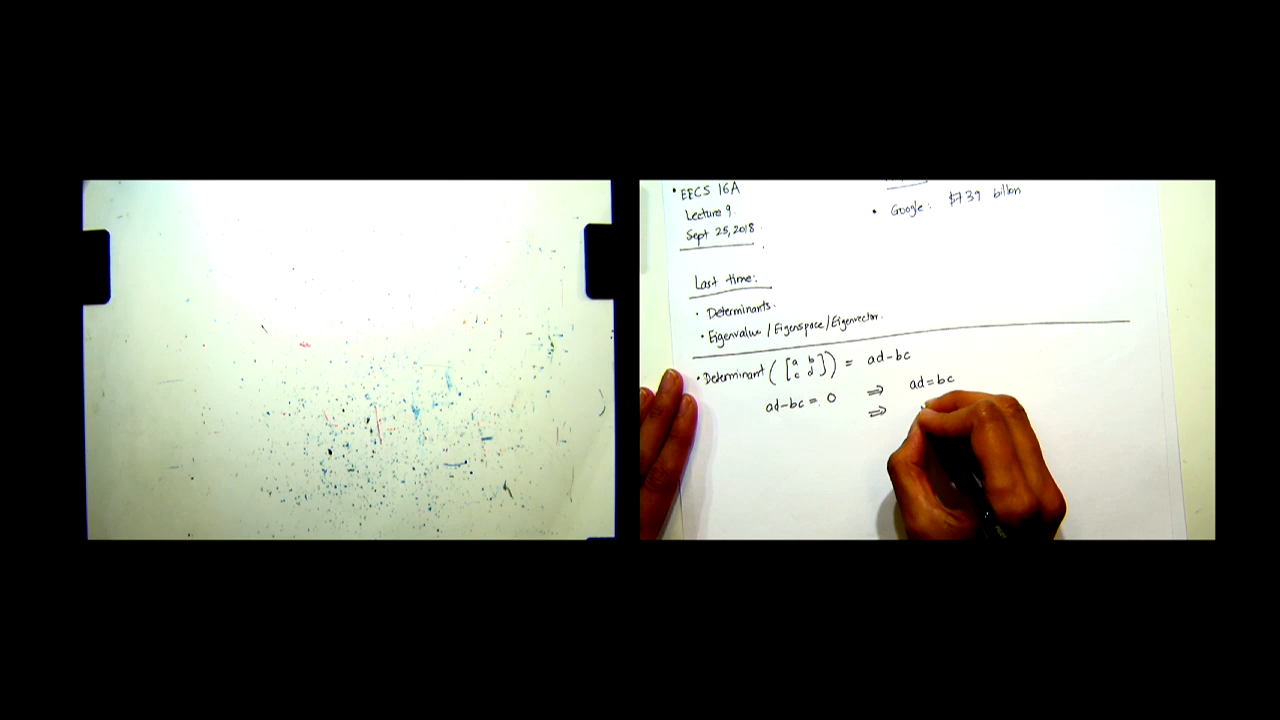 • EECS 16A
Lecture 9.
Sept 25, 2018
• Google: $739 billion
Last time:
• Determinants.
• Eigenvalue / Eigenspace / Eigenvector.
• Determinant ( [ a b
c d ] ) = ad-bc
ad-bc = 0 ⇒ ad=bc
⇒